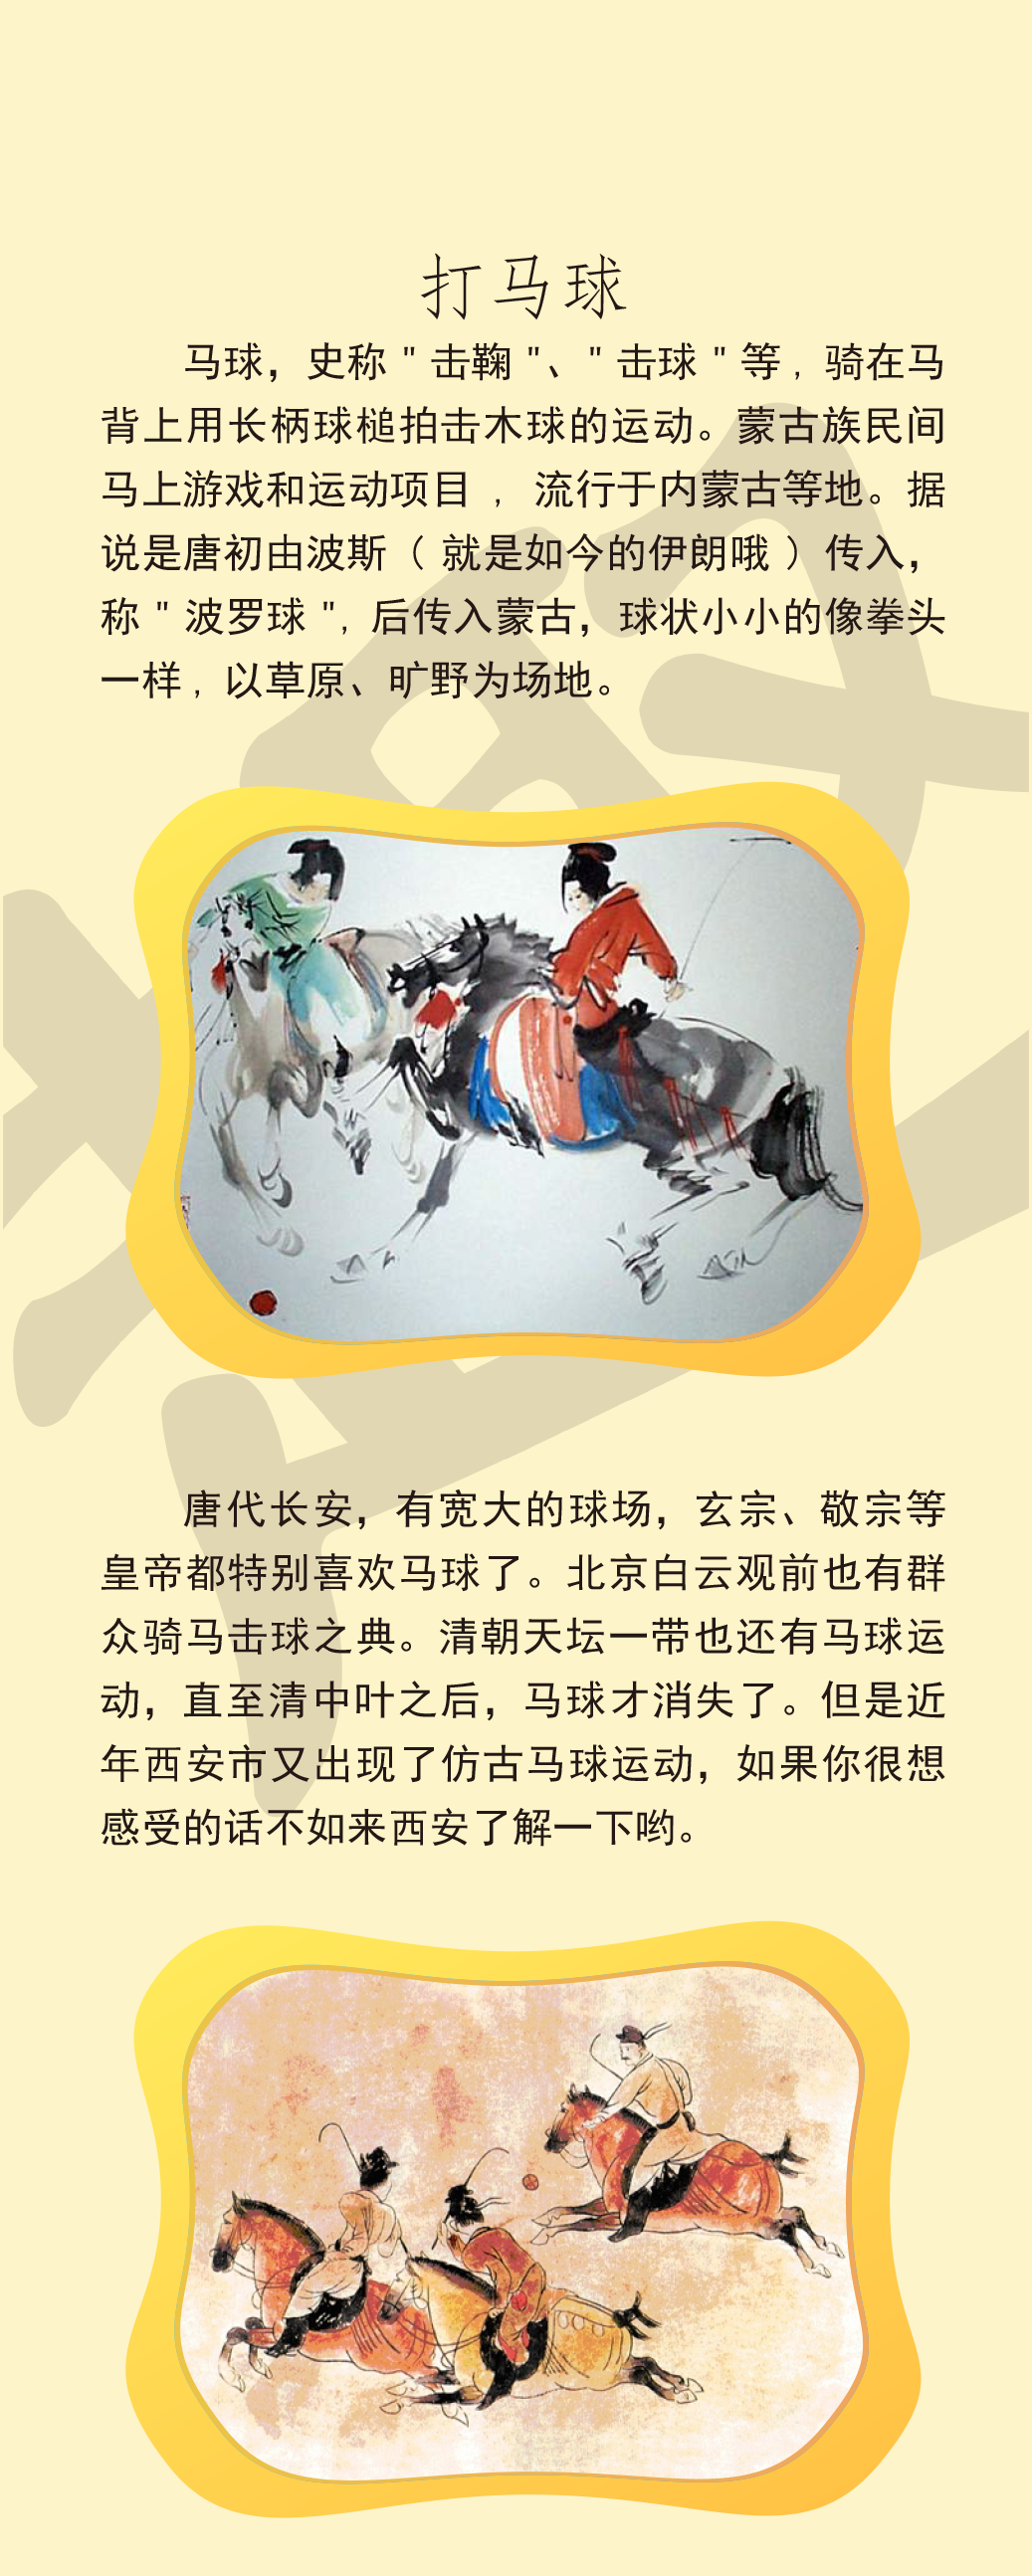 打马球
马球，史称"击鞠"、"击球"等，骑在马
背上用长柄球槌拍击木球的运动。蒙古族民间
马上游戏和运动项目，流行于内蒙古等地。据
说是唐初由波斯（就是如今的伊朗哦）传入，
称"波罗球"，后传入蒙古，球状小小的像拳头
一样，以草原、旷野为场地。
唐代长安，有宽大的球场，玄宗、敬宗等
皇帝都特别喜欢马球了。北京白云观前也有群
众骑马击球之典。清朝天坛一带也还有马球运
动，直至清中叶之后，马球才消失了。但是近
年西安市又出现了仿古马球运动，如果你很想
感受的话不如来西安了解一下哟。